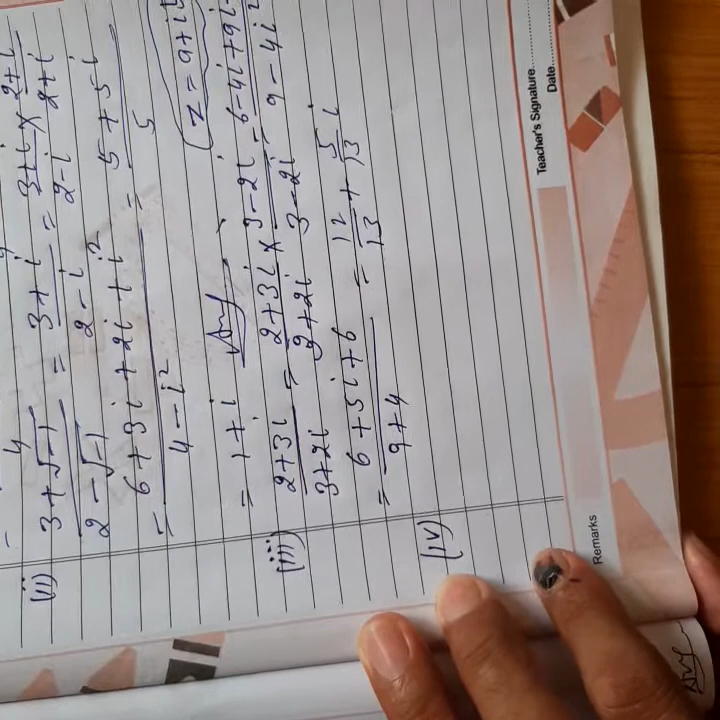 4
(ii) 3+√-1 / 2-√-1 = 3+i / 2-i = 3+i / 2-i × 2+i / 2+i
= 6+3i+2i+i² / 4-i² = 5+5i / 5
= 1+i Ans z = a+i
(iii) 2+3i / 3+2i = 2+3i / 3+2i × 3-2i / 3-2i = 6-4i+9i- / 9-4i²
= 6+5i+6 / 9+4 = 12/13 + 5/13 i
(iv)
Remarks
Teacher's Signature
Date
Ans